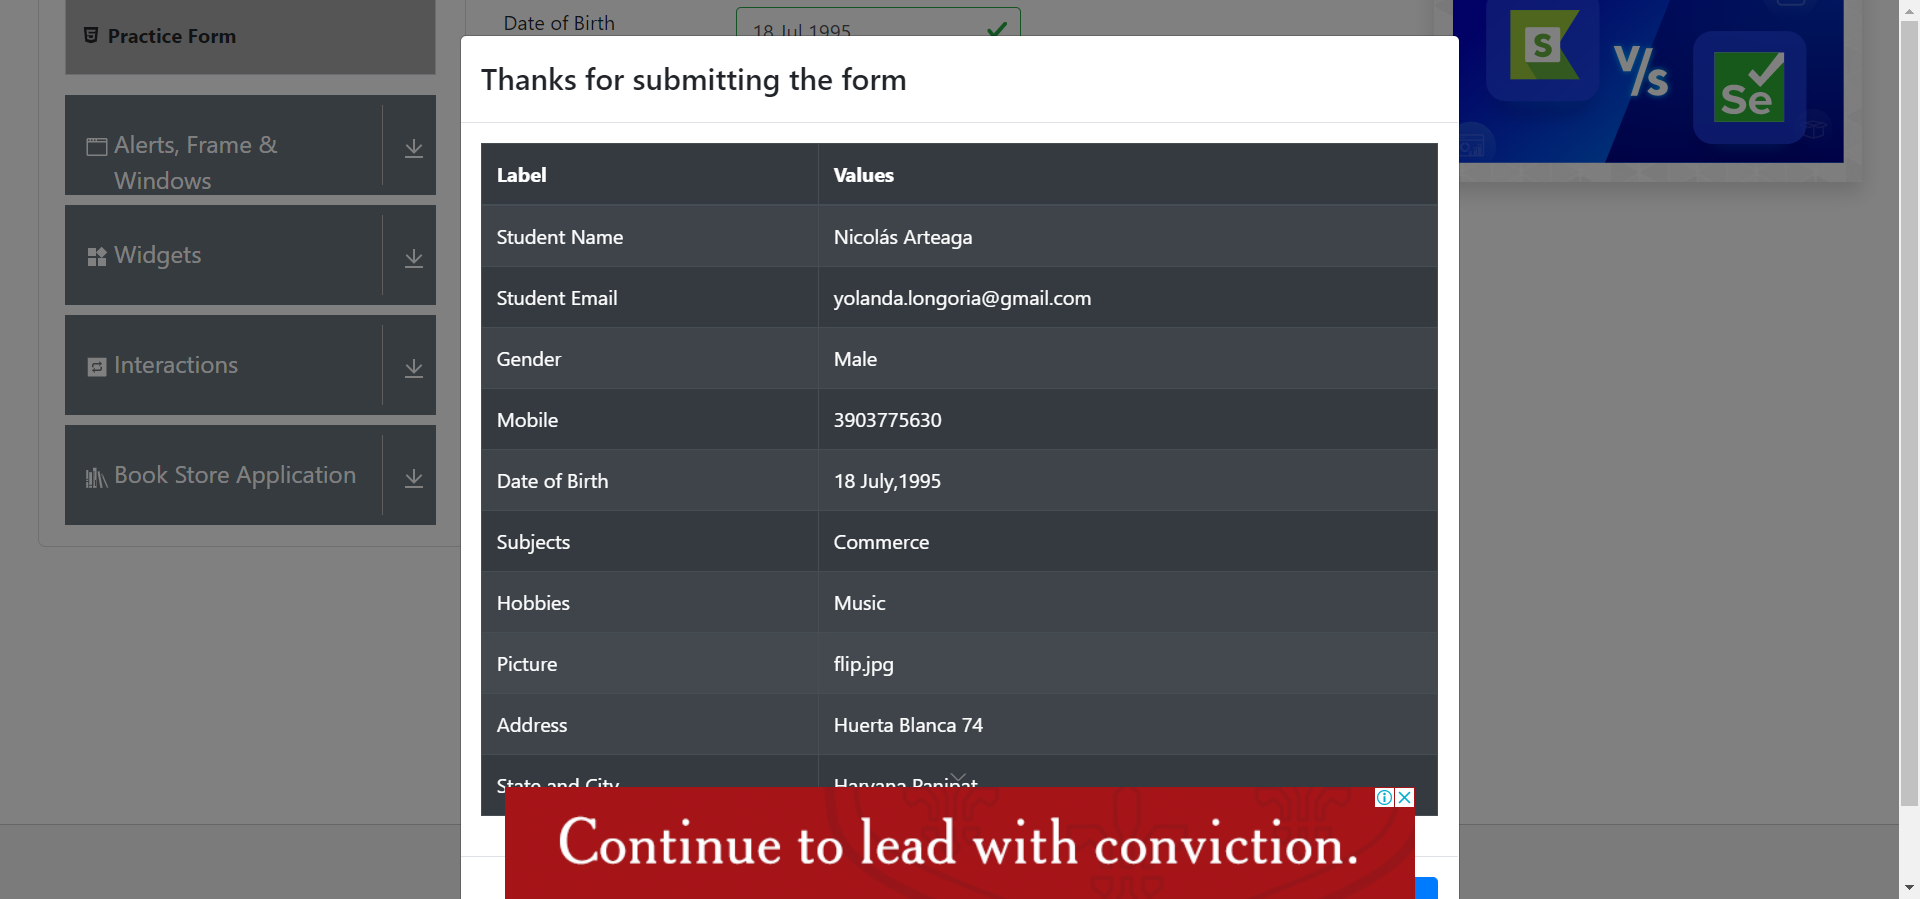 Practice Form
Alerts, Frame &
Windows
Widgets
Interactions
Book Store Application
Date of Birth
18 Jul 1995
Thanks for submitting the form
Label Values
Student Name Nicolás Arteaga
Student Email yolanda.longoria@gmail.com
Gender Male
Mobile 3903775630
Date of Birth 18 July,1995
Subjects Commerce
Hobbies Music
Picture flip.jpg
Address Huerta Blanca 74
State and City Haryana Panipat
Continue to lead with conviction.
S V/s Se